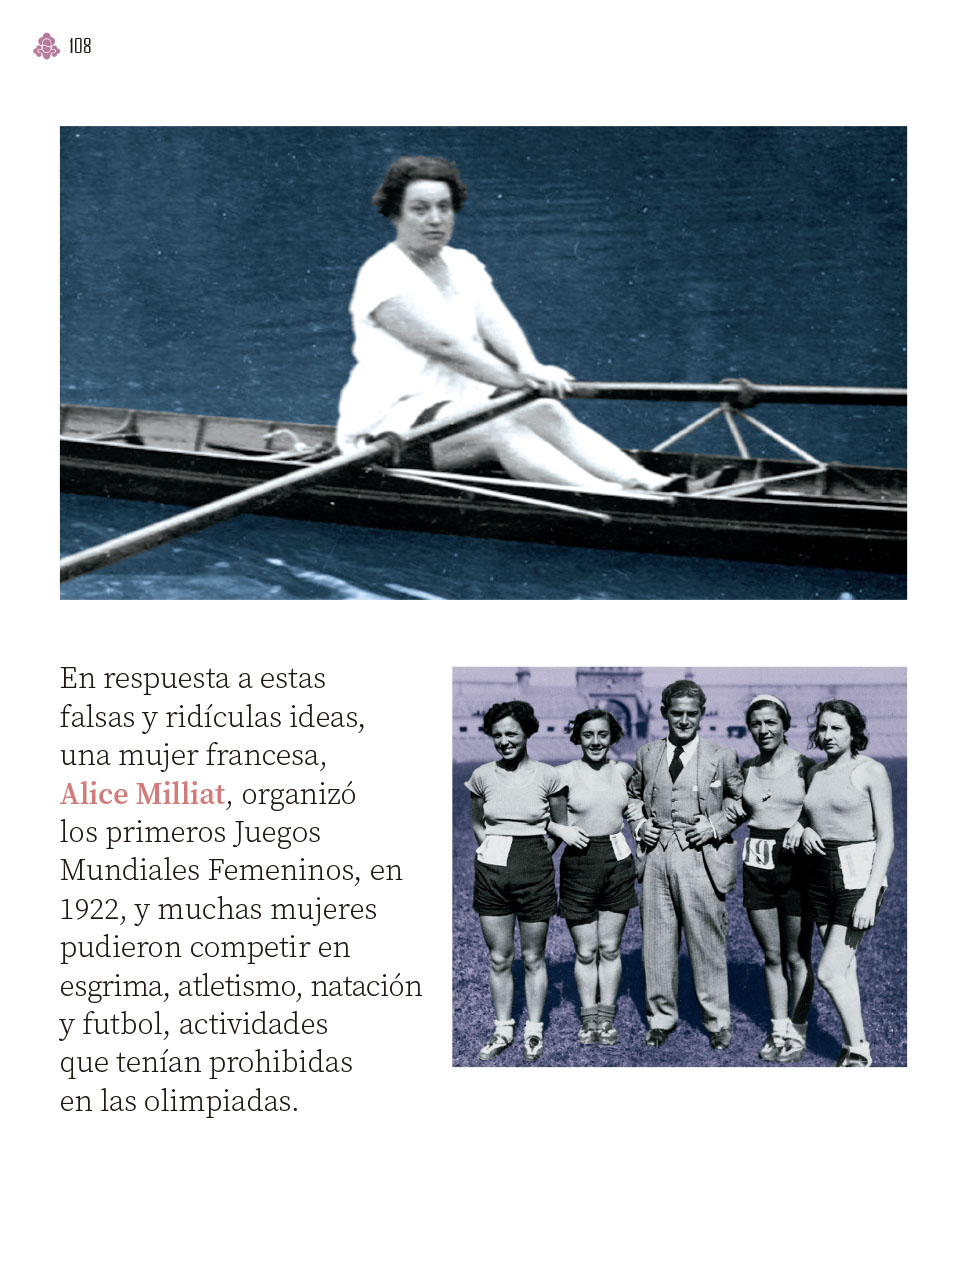 108
En respuesta a estas
falsas y ridículas ideas,
una mujer francesa,
Alice Milliat, organizó
los primeros Juegos
Mundiales Femeninos, en
1922, y muchas mujeres
pudieron competir en
esgrima, atletismo, natación
y futbol, actividades
que tenían prohibidas
en las olimpiadas.